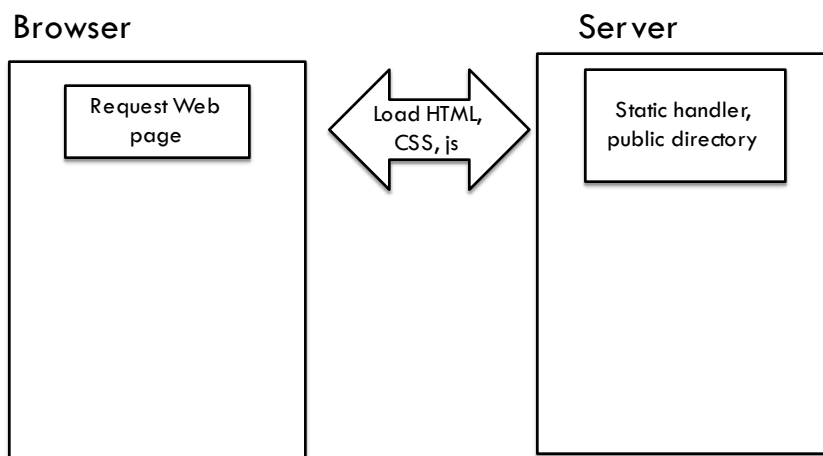 Browser
Server
Request Web
page
Load HTML,
CSS, js
Static handler,
public directory